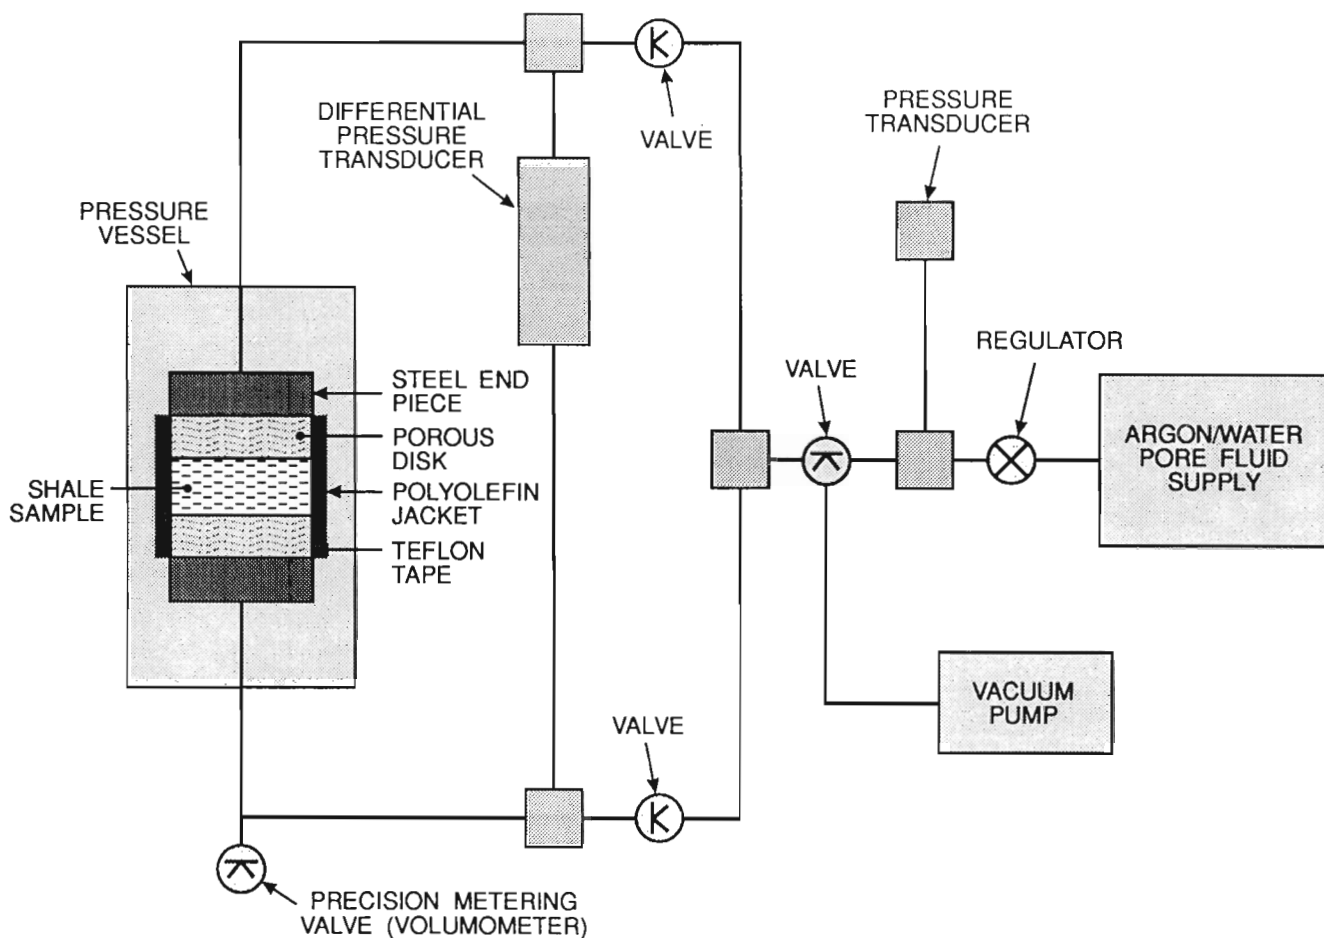 DIFFERENTIAL
PRESSURE
TRANSDUCER
VALVE
PRESSURE
TRANSDUCER
PRESSURE
VESSEL
REGULATOR
VALVE
STEEL END
PIECE
POROUS
DISK
POLYOLEFIN
JACKET
TEFLON
TAPE
SHALE
SAMPLE
ARGON/WATER
PORE FLUID
SUPPLY
VACUUM
PUMP
VALVE
PRECISION METERING
VALVE (VOLUMOMETER)